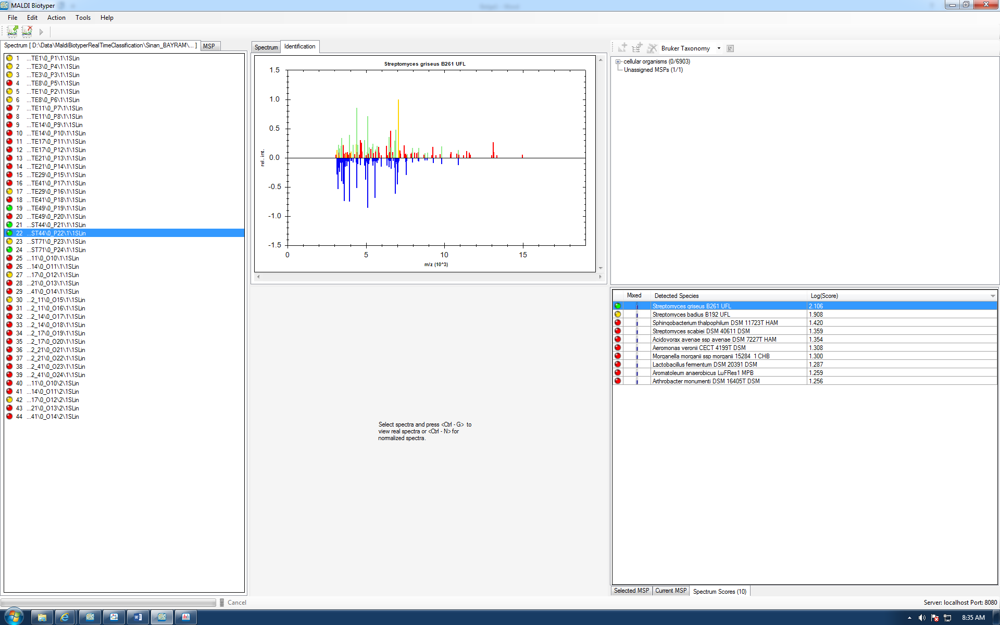 MALDI Biotyper
File Edit Action Tools Help
Spectrum [ D:\Data\MaldiBiotyperRealTimeClassification\Sinan_BAYRAM\... ] MSP
1 ...TE1\0_P1\1\1SLin
2 ...TE3\0_P4\1\1SLin
3 ...TE3\0_P3\1\1SLin
4 ...TE8\0_P5\1\1SLin
5 ...TE1\0_P2\1\1SLin
6 ...TE8\0_P6\1\1SLin
7 ...TE11\0_P7\1\1SLin
8 ...TE11\0_P8\1\1SLin
9 ...TE14\0_P9\1\1SLin
10 ...TE14\0_P10\1\1SLin
11 ...TE17\0_P11\1\1SLin
12 ...TE17\0_P12\1\1SLin
13 ...TE21\0_P13\1\1SLin
14 ...TE21\0_P14\1\1SLin
15 ...TE29\0_P15\1\1SLin
16 ...TE41\0_P17\1\1SLin
17 ...TE29\0_P16\1\1SLin
18 ...TE41\0_P18\1\1SLin
19 ...TE49\0_P19\1\1SLin
20 ...TE49\0_P20\1\1SLin
21 ...ST44\0_P21\1\1SLin
22 ...ST44\0_P22\1\1SLin
23 ...ST71\0_P23\1\1SLin
24 ...ST71\0_P24\1\1SLin
25 ...11\0_O10\1\1SLin
26 ...14\0_O11\1\1SLin
27 ...17\0_O12\1\1SLin
28 ...21\0_O13\1\1SLin
29 ...41\0_O14\1\1SLin
30 ...2_11\0_O15\1\1SLin
31 ...2_11\0_O16\1\1SLin
32 ...2_14\0_O17\1\1SLin
33 ...2_14\0_O18\1\1SLin
34 ...2_17\0_O19\1\1SLin
35 ...2_17\0_O20\1\1SLin
36 ...2_21\0_O21\1\1SLin
37 ...2_21\0_O22\1\1SLin
38 ...2_41\0_O23\1\1SLin
39 ...2_41\0_O24\1\1SLin
40 ...11\0_O10\2\1SLin
41 ...14\0_O11\2\1SLin
42 ...17\0_O12\2\1SLin
43 ...21\0_O13\2\1SLin
44 ...41\0_O14\2\1SLin
Spectrum Identification
Streptomyces griseus B261 UFL
1.5
1.0
0.5
0.0
-0.5
-1.0
-1.5
rel. int.
0 5 10 15
m/z (10^3)
Select spectra and press <Ctrl - G> to
view real spectra or <Ctrl - N> for
normalized spectra.
Bruker Taxonomy
cellular organisms (0/6903)
Unassigned MSPs (1/1)
Mixed Detected Species Log(Score)
Streptomyces griseus B261 UFL 2.106
Streptomyces badius B192 UFL 1.908
Sphingobacterium thalpophilum DSM 11723T HAM 1.420
Streptomyces scabiei DSM 40611 DSM 1.359
Acidovorax avenae ssp avenae DSM 7227T HAM 1.354
Aeromonas veronii CECT 4199T DSM 1.308
Morganella morganii ssp morganii 15284_1 CHB 1.300
Lactobacillus fermentum DSM 20391 DSM 1.287
Aromatoleum anaerobicus LuFRes1 MPB 1.259
Arthrobacter monumenti DSM 16405T DSM 1.256
Selected MSP Current MSP Spectrum Scores (10)
Cancel
Server: localhost Port: 8080
8:35 AM